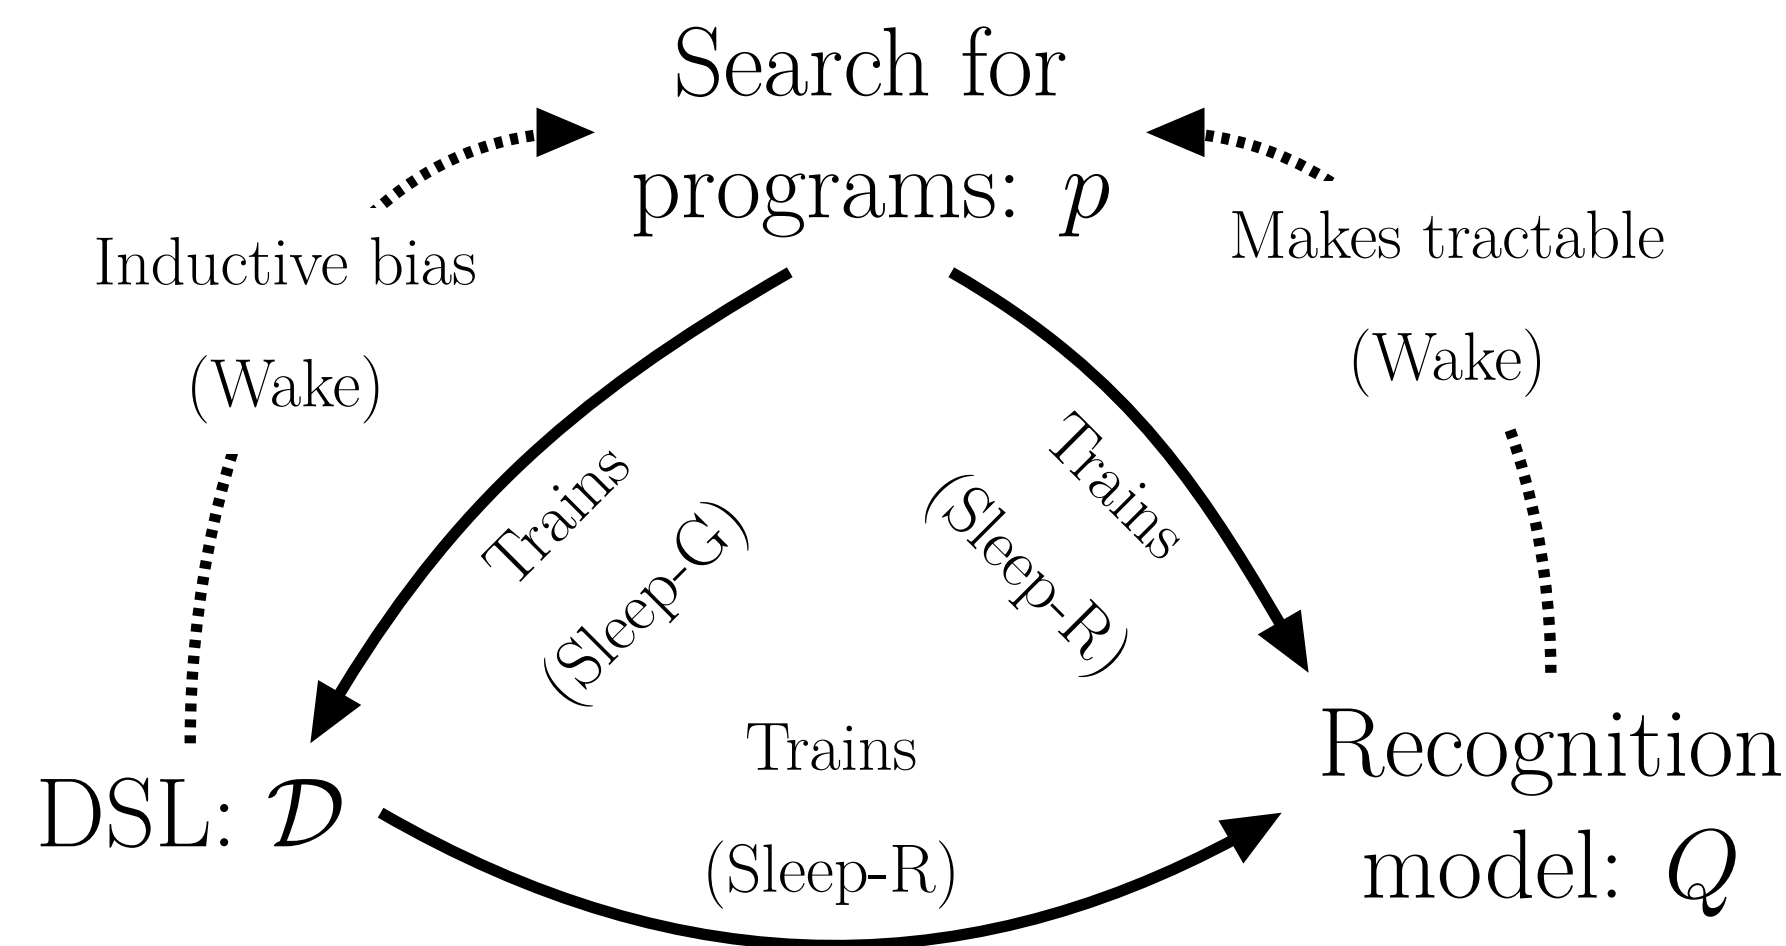 Search for
programs: p
Inductive bias
(Wake)
Makes tractable
(Wake)
Trains
(Sleep-G)
Trains
(Sleep-R)
Trains
(Sleep-R)
DSL: 𝒟
Recognition
model: Q